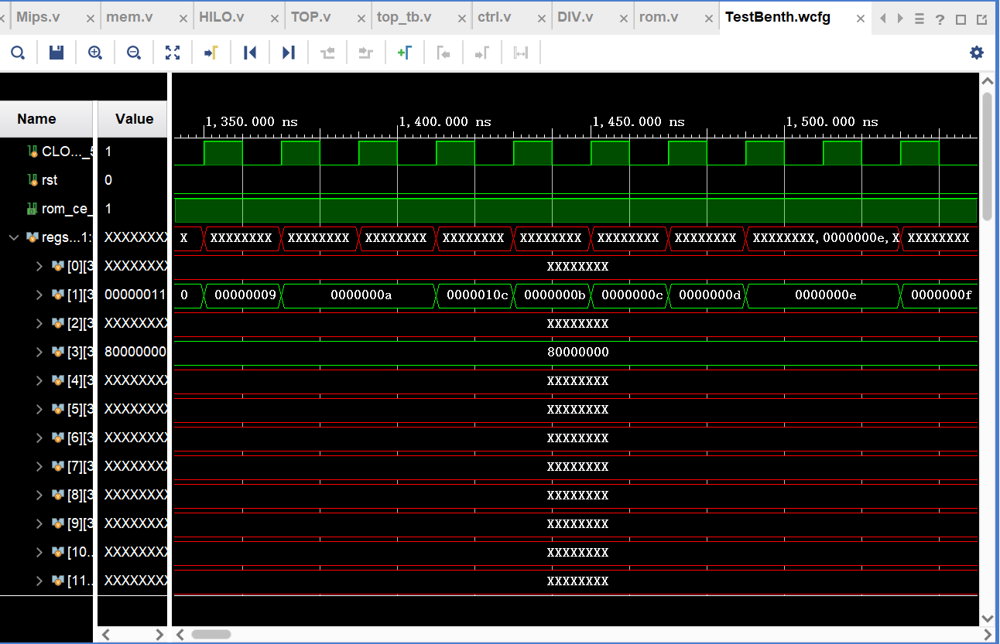 Mips.v mem.v HILO.v TOP.v top_tb.v ctrl.v DIV.v rom.v TestBenth.wcfg
Name Value 1,350.000 ns 1,400.000 ns 1,450.000 ns 1,500.000 ns
CLO..._5 1
rst 0
rom_ce_ 1
regs...1: XXXXXXXX X XXXXXXXX XXXXXXXX XXXXXXXX XXXXXXXX XXXXXXXX XXXXXXXX XXXXXXXX XXXXXXXX,0000000e,X XXXXXXXX
[0][3 XXXXXXXX XXXXXXXX
[1][3 00000011 0 00000009 0000000a 0000010c 0000000b 0000000c 0000000d 0000000e 0000000f
[2][3 XXXXXXXX XXXXXXXX
[3][3 80000000 80000000
[4][3 XXXXXXXX XXXXXXXX
[5][3 XXXXXXXX XXXXXXXX
[6][3 XXXXXXXX XXXXXXXX
[7][3 XXXXXXXX XXXXXXXX
[8][3 XXXXXXXX XXXXXXXX
[9][3 XXXXXXXX XXXXXXXX
[10... XXXXXXXX XXXXXXXX
[11... XXXXXXXX XXXXXXXX